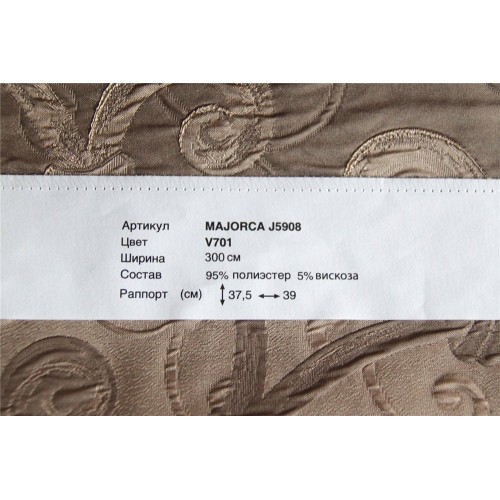 Артикул MAJORCA J5908
Цвет V701
Ширина 300 см
Состав 95% полиэстер 5% вискоза
Раппорт (см) ↕ 37,5 ↔ 39